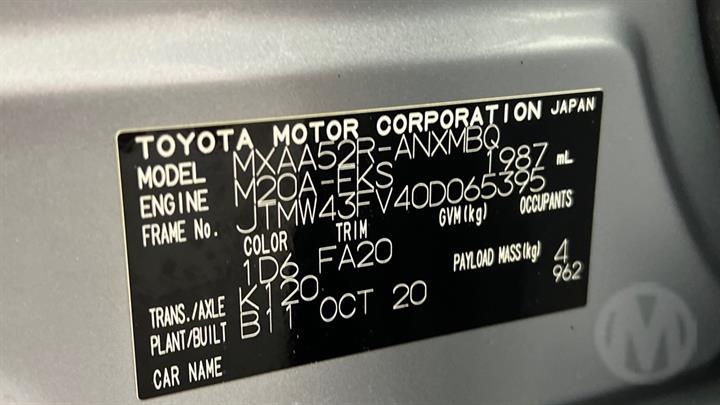 TOYOTA MOTOR CORPORATION JAPAN
MODEL MXAA52R-ANXMBQ
ENGINE M20A-FKS 1987 mL
FRAME No. JTMW43FV40D065395
COLOR TRIM GVM(kg) OCCUPANTS
1D6 FA20 PAYLOAD MASS(kg) 4
962
TRANS./AXLE K120
PLANT/BUILT B11 OCT 20
CAR NAME
M